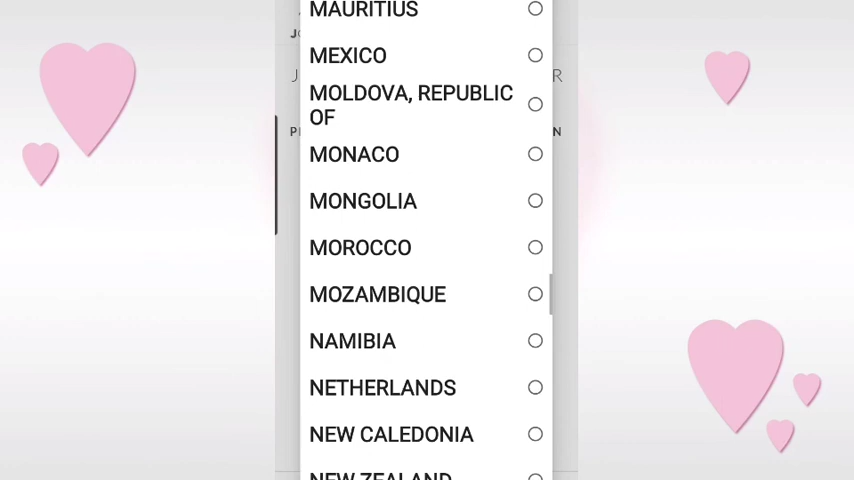 MAURITIUS
MEXICO
MOLDOVA, REPUBLIC
OF
MONACO
MONGOLIA
MOROCCO
MOZAMBIQUE
NAMIBIA
NETHERLANDS
NEW CALEDONIA
NEW ZEALAND